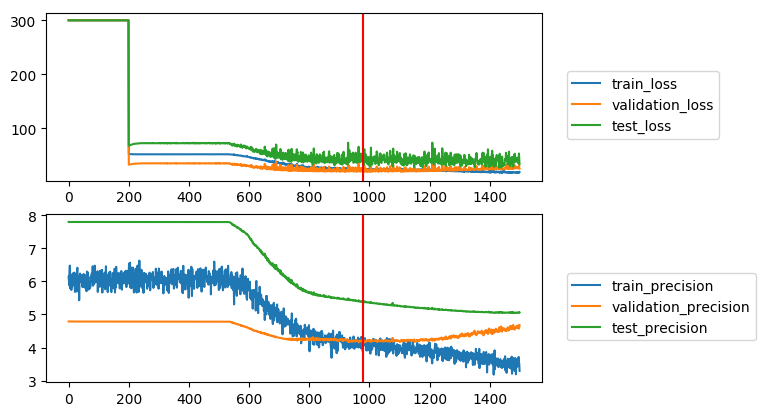 300
200
100
0 200 400 600 800 1000 1200 1400
train_loss
validation_loss
test_loss
8
7
6
5
4
3
0 200 400 600 800 1000 1200 1400
train_precision
validation_precision
test_precision